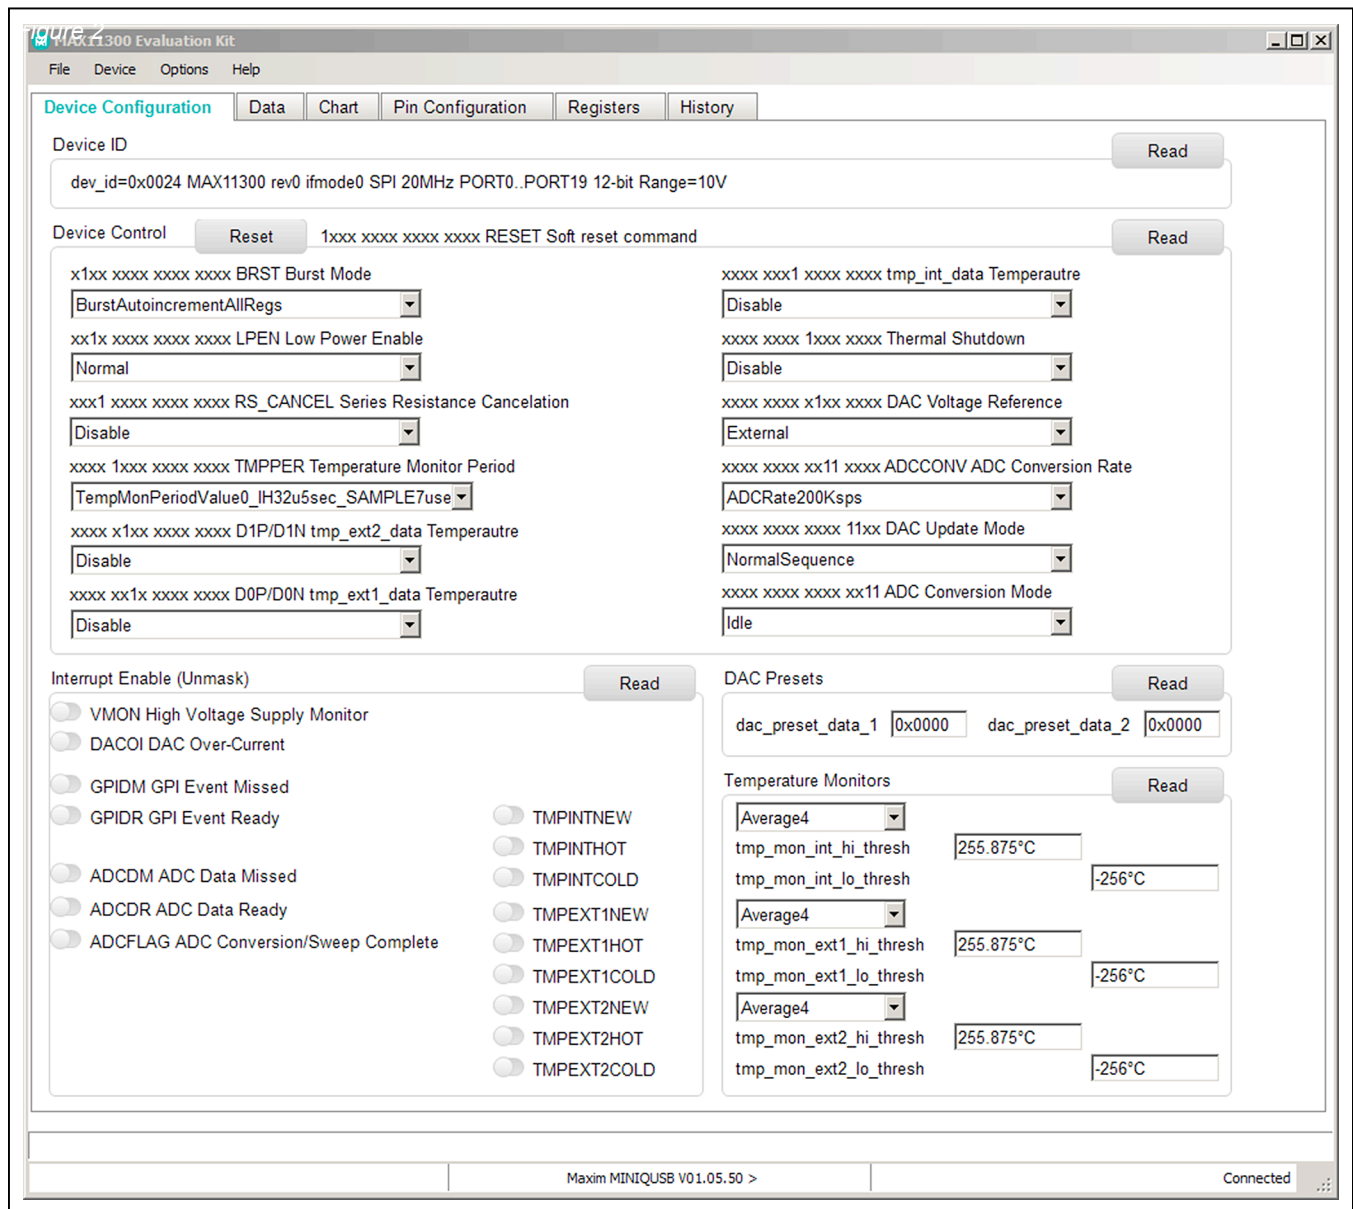 Figure 2
MAX11300 Evaluation Kit
File Device Options Help
Device Configuration Data Chart Pin Configuration Registers History
Device ID Read
dev_id=0x0024 MAX11300 rev0 ifmode0 SPI 20MHz PORT0..PORT19 12-bit Range=10V
Device Control Reset 1xxx xxxx xxxx xxxx RESET Soft reset command Read
x1xx xxxx xxxx xxxx BRST Burst Mode
BurstAutoincrementAllRegs
xx1x xxxx xxxx xxxx LPEN Low Power Enable
Normal
xxx1 xxxx xxxx xxxx RS_CANCEL Series Resistance Cancelation
Disable
xxxx 1xxx xxxx xxxx TMPPER Temperature Monitor Period
TempMonPeriodValue0_IH32u5sec_SAMPLE7use
xxxx x1xx xxxx xxxx D1P/D1N tmp_ext2_data Temperautre
Disable
xxxx xx1x xxxx xxxx D0P/D0N tmp_ext1_data Temperautre
Disable
xxxx xxx1 xxxx xxxx tmp_int_data Temperautre
Disable
xxxx xxxx 1xxx xxxx Thermal Shutdown
Disable
xxxx xxxx x1xx xxxx DAC Voltage Reference
External
xxxx xxxx xx11 xxxx ADCCONV ADC Conversion Rate
ADCRate200Ksps
xxxx xxxx xxxx 11xx DAC Update Mode
NormalSequence
xxxx xxxx xxxx xx11 ADC Conversion Mode
Idle
Interrupt Enable (Unmask) Read
VMON High Voltage Supply Monitor
DACOI DAC Over-Current
GPIDM GPI Event Missed
GPIDR GPI Event Ready
ADCDM ADC Data Missed
ADCDR ADC Data Ready
ADCFLAG ADC Conversion/Sweep Complete
TMPINTNEW
TMPINTHOT
TMPINTCOLD
TMPEXT1NEW
TMPEXT1HOT
TMPEXT1COLD
TMPEXT2NEW
TMPEXT2HOT
TMPEXT2COLD
DAC Presets Read
dac_preset_data_1 0x0000 dac_preset_data_2 0x0000
Temperature Monitors Read
Average4
tmp_mon_int_hi_thresh 255.875°C
tmp_mon_int_lo_thresh -256°C
Average4
tmp_mon_ext1_hi_thresh 255.875°C
tmp_mon_ext1_lo_thresh -256°C
Average4
tmp_mon_ext2_hi_thresh 255.875°C
tmp_mon_ext2_lo_thresh -256°C
Maxim MINIQUSB V01.05.50 > Connected